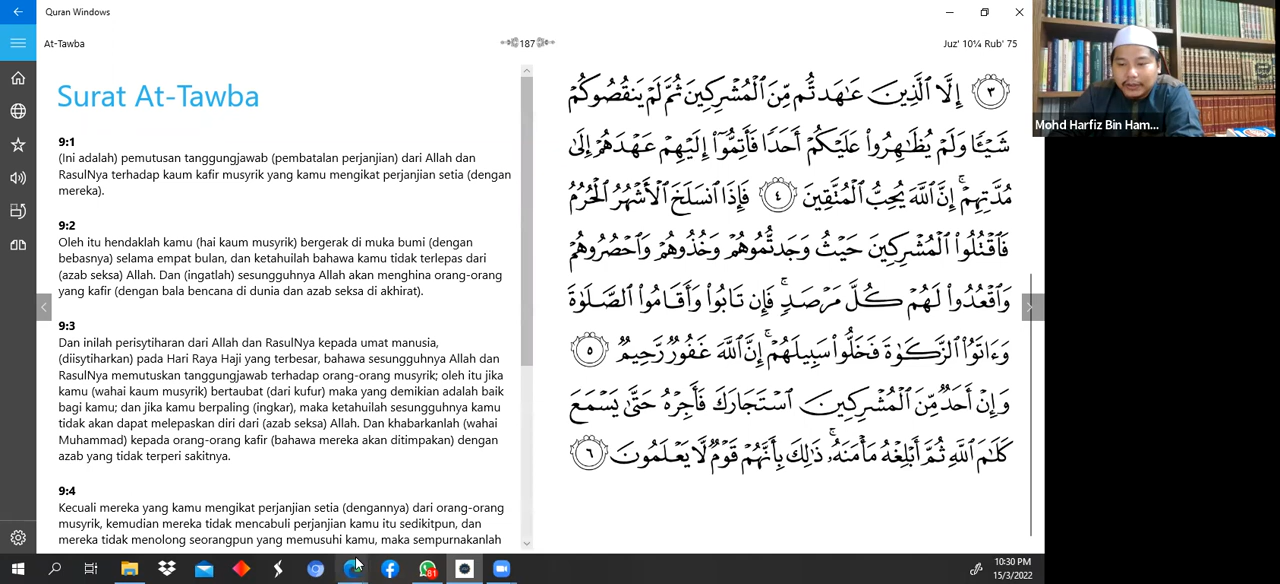 Quran Windows
At-Tawba
187
Juz' 10¼ Rub' 75
Surat At-Tawba
9:1
(Ini adalah) pemutusan tanggungjawab (pembatalan perjanjian) dari Allah dan
RasulNya terhadap kaum kafir musyrik yang kamu mengikat perjanjian setia (dengan
mereka).
9:2
Oleh itu hendaklah kamu (hai kaum musyrik) bergerak di muka bumi (dengan
bebasnya) selama empat bulan, dan ketahuilah bahawa kamu tidak terlepas dari
(azab seksa) Allah. Dan (ingatlah) sesungguhnya Allah akan menghina orang-orang
yang kafir (dengan bala bencana di dunia dan azab seksa di akhirat).
9:3
Dan inilah perisytiharan dari Allah dan RasulNya kepada umat manusia,
(diisytiharkan) pada Hari Raya Haji yang terbesar, bahawa sesungguhnya Allah dan
RasulNya memutuskan tanggungjawab terhadap orang-orang musyrik; oleh itu jika
kamu (wahai kaum musyrik) bertaubat (dari kufur) maka yang demikian adalah baik
bagi kamu; dan jika kamu berpaling (ingkar), maka ketahuilah sesungguhnya kamu
tidak akan dapat melepaskan diri dari (azab seksa) Allah. Dan khabarkanlah (wahai
Muhammad) kepada orang-orang kafir (bahawa mereka akan ditimpakan) dengan
azab yang tidak terperi sakitnya.
9:4
Kecuali mereka yang kamu mengikat perjanjian setia (dengannya) dari orang-orang
musyrik, kemudian mereka tidak mencabuli perjanjian kamu itu sedikitpun, dan
mereka tidak menolong seorangpun yang memusuhi kamu, maka sempurnakanlah
٣ إِلَّا ٱلَّذِينَ عَـٰهَدتُّم مِّنَ ٱلْمُشْرِكِينَ ثُمَّ لَمْ يَنقُصُوكُمْ
شَيْـًٔا وَلَمْ يُظَـٰهِرُوا۟ عَلَيْكُمْ أَحَدًا فَأَتِمُّوٓا۟ إِلَيْهِمْ عَهْدَهُمْ إِلَىٰ
مُدَّتِهِمْ ۚ إِنَّ ٱللَّهَ يُحِبُّ ٱلْمُتَّقِينَ ٤ فَإِذَا ٱنسَلَخَ ٱلْأَشْهُرُ ٱلْحُرُمُ
فَٱقْتُلُوا۟ ٱلْمُشْرِكِينَ حَيْثُ وَجَدتُّمُوهُمْ وَخُذُوهُمْ وَٱحْصُرُوهُمْ
وَٱقْعُدُوا۟ لَهُمْ كُلَّ مَرْصَدٍ ۚ فَإِن تَابُوا۟ وَأَقَامُوا۟ ٱلصَّلَوٰةَ
وَءَاتَوُا۟ ٱلزَّكَوٰةَ فَخَلُّوا۟ سَبِيلَهُمْ ۚ إِنَّ ٱللَّهَ غَفُورٌ رَّحِيمٌ ٥
وَإِنْ أَحَدٌ مِّنَ ٱلْمُشْرِكِينَ ٱسْتَجَارَكَ فَأَجِرْهُ حَتَّىٰ يَسْمَعَ
كَلَـٰمَ ٱللَّهِ ثُمَّ أَبْلِغْهُ مَأْمَنَهُۥ ۚ ذَٰلِكَ بِأَنَّهُمْ قَوْمٌ لَّا يَعْلَمُونَ ٦
Mohd Harfiz Bin Ham...
81
10:30 PM
15/3/2022